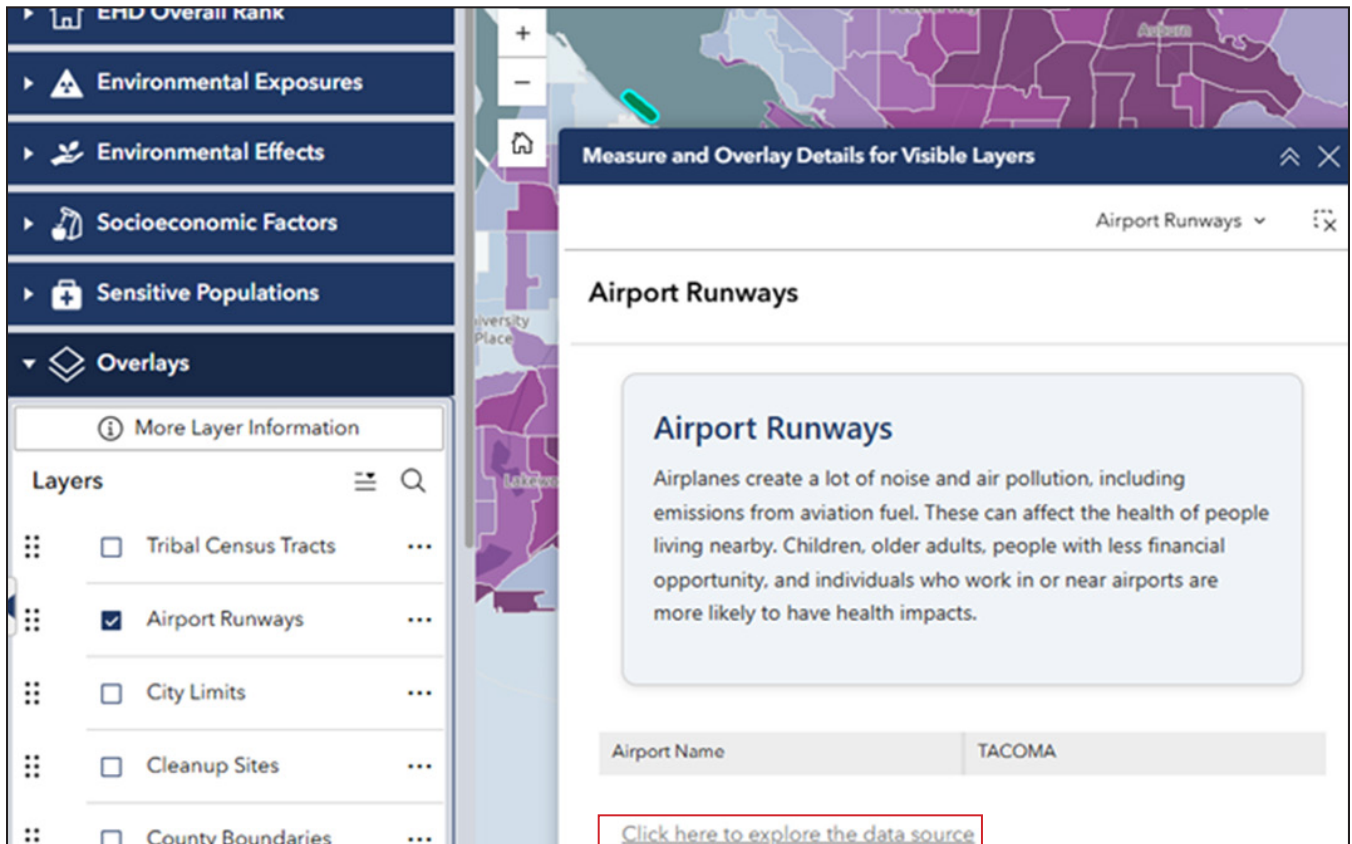 EHD Overall Rank
Environmental Exposures
Environmental Effects
Socioeconomic Factors
Sensitive Populations
Overlays
More Layer Information
Layers
Tribal Census Tracts
Airport Runways
City Limits
Cleanup Sites
County Boundaries
+
−
Auburn
Place
Measure and Overlay Details for Visible Layers
Airport Runways
Airport Runways
Airport Runways
Airplanes create a lot of noise and air pollution, including
emissions from aviation fuel. These can affect the health of people
living nearby. Children, older adults, people with less financial
opportunity, and individuals who work in or near airports are
more likely to have health impacts.
Airport Name TACOMA
Click here to explore the data source